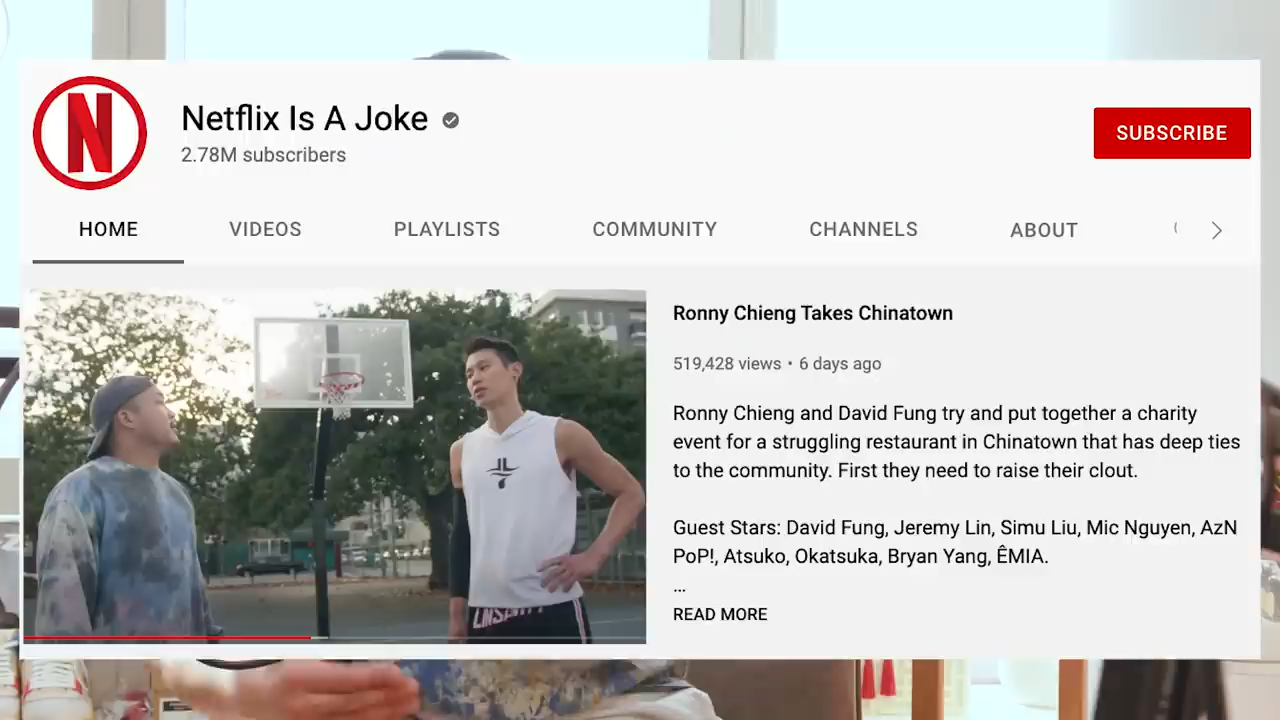 N
Netflix Is A Joke
2.78M subscribers
SUBSCRIBE
HOME VIDEOS PLAYLISTS COMMUNITY CHANNELS ABOUT
Ronny Chieng Takes Chinatown
519,428 views • 6 days ago
Ronny Chieng and David Fung try and put together a charity
event for a struggling restaurant in Chinatown that has deep ties
to the community. First they need to raise their clout.
Guest Stars: David Fung, Jeremy Lin, Simu Liu, Mic Nguyen, AzN
PoP!, Atsuko, Okatsuka, Bryan Yang, ÊMIA.
...
READ MORE